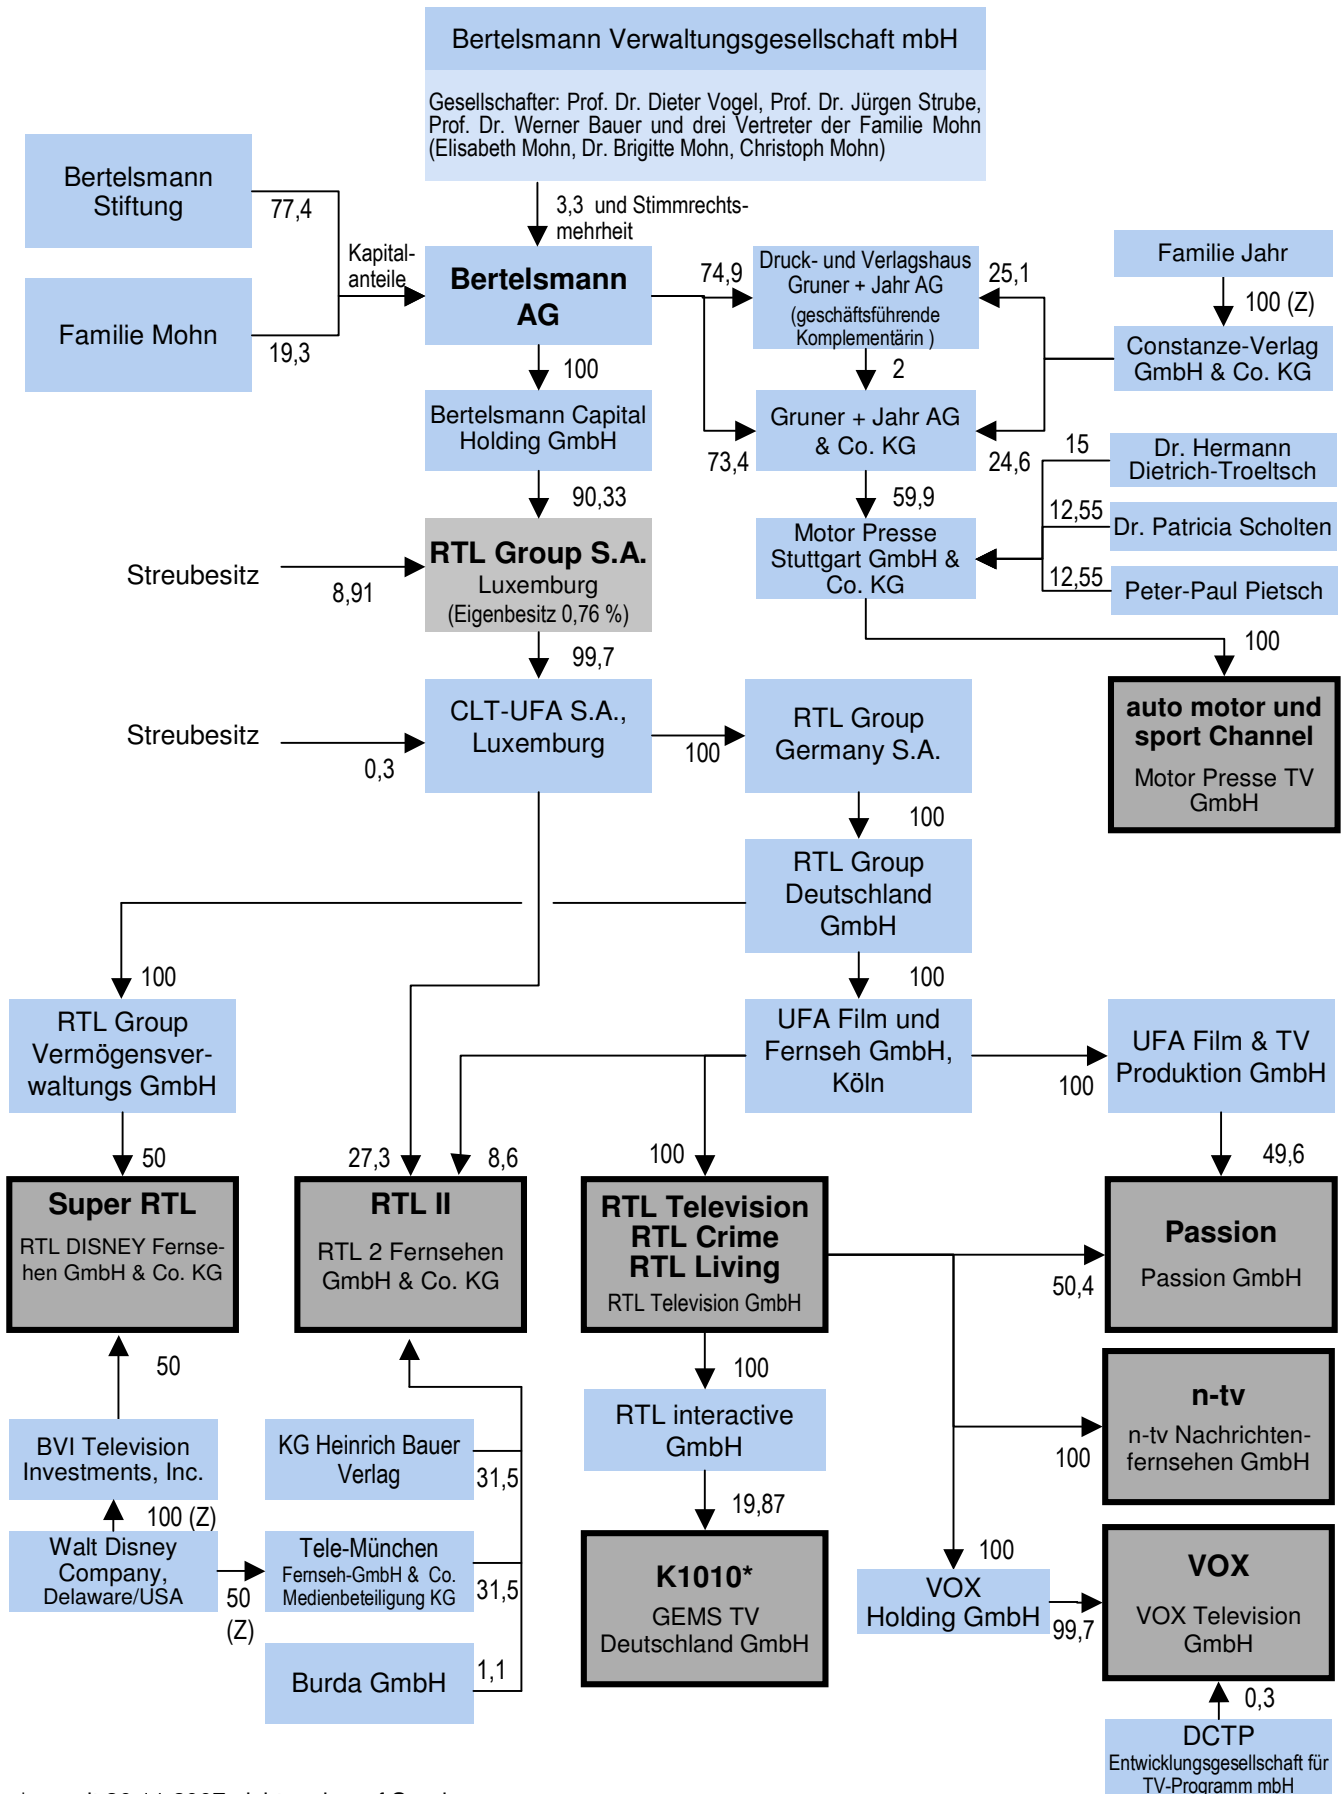 Bertelsmann Verwaltungsgesellschaft mbH
Gesellschafter: Prof. Dr. Dieter Vogel, Prof. Dr. Jürgen Strube,
Prof. Dr. Werner Bauer und drei Vertreter der Familie Mohn
(Elisabeth Mohn, Dr. Brigitte Mohn, Christoph Mohn)
Bertelsmann
Stiftung
77,4
3,3 und Stimmrechts-
mehrheit
Kapital-
anteile
Familie Mohn
19,3
Bertelsmann
AG
74,9
Druck- und Verlagshaus
Gruner + Jahr AG
(geschäftsführende
Komplementärin )
25,1
Familie Jahr
100 (Z)
Constanze-Verlag
GmbH & Co. KG
100
2
Bertelsmann Capital
Holding GmbH
73,4
Gruner + Jahr AG
& Co. KG
24,6
15
Dr. Hermann
Dietrich-Troeltsch
90,33
59,9
12,55
Dr. Patricia Scholten
Streubesitz
8,91
RTL Group S.A.
Luxemburg
(Eigenbesitz 0,76 %)
Motor Presse
Stuttgart GmbH &
Co. KG
12,55
Peter-Paul Pietsch
99,7
100
Streubesitz
0,3
CLT-UFA S.A.,
Luxemburg
100
RTL Group
Germany S.A.
auto motor und
sport Channel
Motor Presse TV
GmbH
100
RTL Group
Deutschland
GmbH
100
100
RTL Group
Vermögensver-
waltungs GmbH
UFA Film und
Fernseh GmbH,
Köln
100
UFA Film & TV
Produktion GmbH
50
27,3
8,6
100
49,6
Super RTL
RTL DISNEY Fernse-
hen GmbH & Co. KG
RTL II
RTL 2 Fernsehen
GmbH & Co. KG
RTL Television
RTL Crime
RTL Living
RTL Television GmbH
50,4
Passion
Passion GmbH
50
100
BVI Television
Investments, Inc.
KG Heinrich Bauer
Verlag
31,5
RTL interactive
GmbH
100
n-tv
n-tv Nachrichten-
fernsehen GmbH
100 (Z)
19,87
Walt Disney
Company,
Delaware/USA
50
(Z)
Tele-München
Fernseh-GmbH & Co.
Medienbeteiligung KG
31,5
K1010*
GEMS TV
Deutschland GmbH
100
VOX
Holding GmbH
99,7
VOX
VOX Television
GmbH
Burda GmbH
1,1
0,3
DCTP
Entwicklungsgesellschaft für
TV-Programm mbH